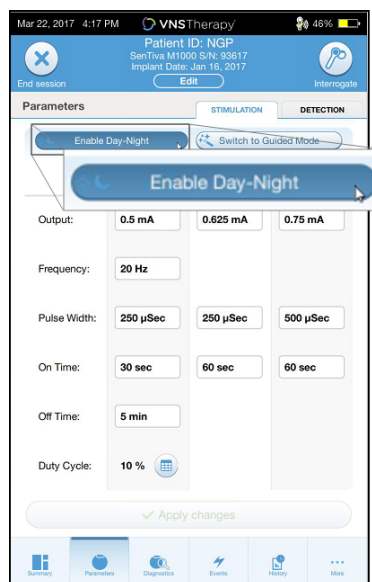 Mar 22, 2017 4:17 PM VNSTherapy 46%
Patient ID: NGP
SenTiva M1000 S/N: 93617
Implant Date: Jan 16, 2017
End session Edit Interrogate
Parameters STIMULATION DETECTION
Enable Day-Night Switch to Guided Mode
Enable Day-Night
Output: 0.5 mA 0.625 mA 0.75 mA
Frequency: 20 Hz
Pulse Width: 250 µSec 250 µSec 500 µSec
On Time: 30 sec 60 sec 60 sec
Off Time: 5 min
Duty Cycle: 10 %
✓ Apply changes
Summary Parameters Diagnostics Events History More